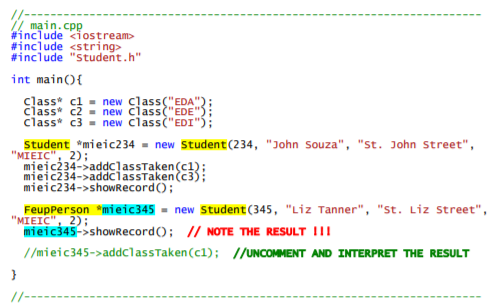 //----------------------------------------------------------------------
// main.cpp
#include <iostream>
#include <string>
#include "Student.h"
int main(){
Class* c1 = new Class("EDA");
Class* c2 = new Class("EDE");
Class* c3 = new Class("EDI");
Student *mieic234 = new Student(234, "John Souza", "St. John Street",
"MIEIC", 2);
mieic234->addClassTaken(c1);
mieic234->addClassTaken(c3);
mieic234->showRecord();
FeupPerson *mieic345 = new Student(345, "Liz Tanner", "St. Liz Street",
"MIEIC", 2);
mieic345->showRecord(); // NOTE THE RESULT !!!
//mieic345->addClassTaken(c1); //UNCOMMENT AND INTERPRET THE RESULT
}
//----------------------------------------------------------------------